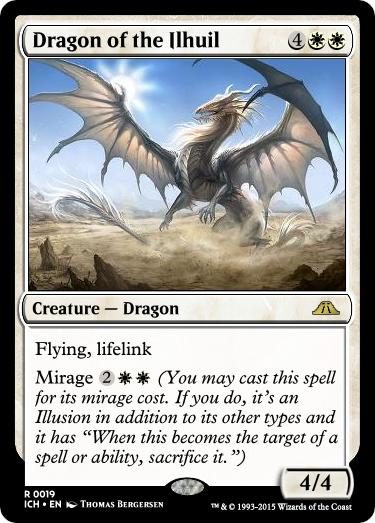 Dragon of the Ilhuil 4
Creature — Dragon
Flying, lifelink
Mirage 2 (You may cast this spell
for its mirage cost. If you do, it's an
Illusion in addition to its other types and
it has “When this becomes the target of a
spell or ability, sacrifice it.”)
4/4
R 0019
ICH • EN Thomas Bergersen
™ & © 1993-2015 Wizards of the Coast